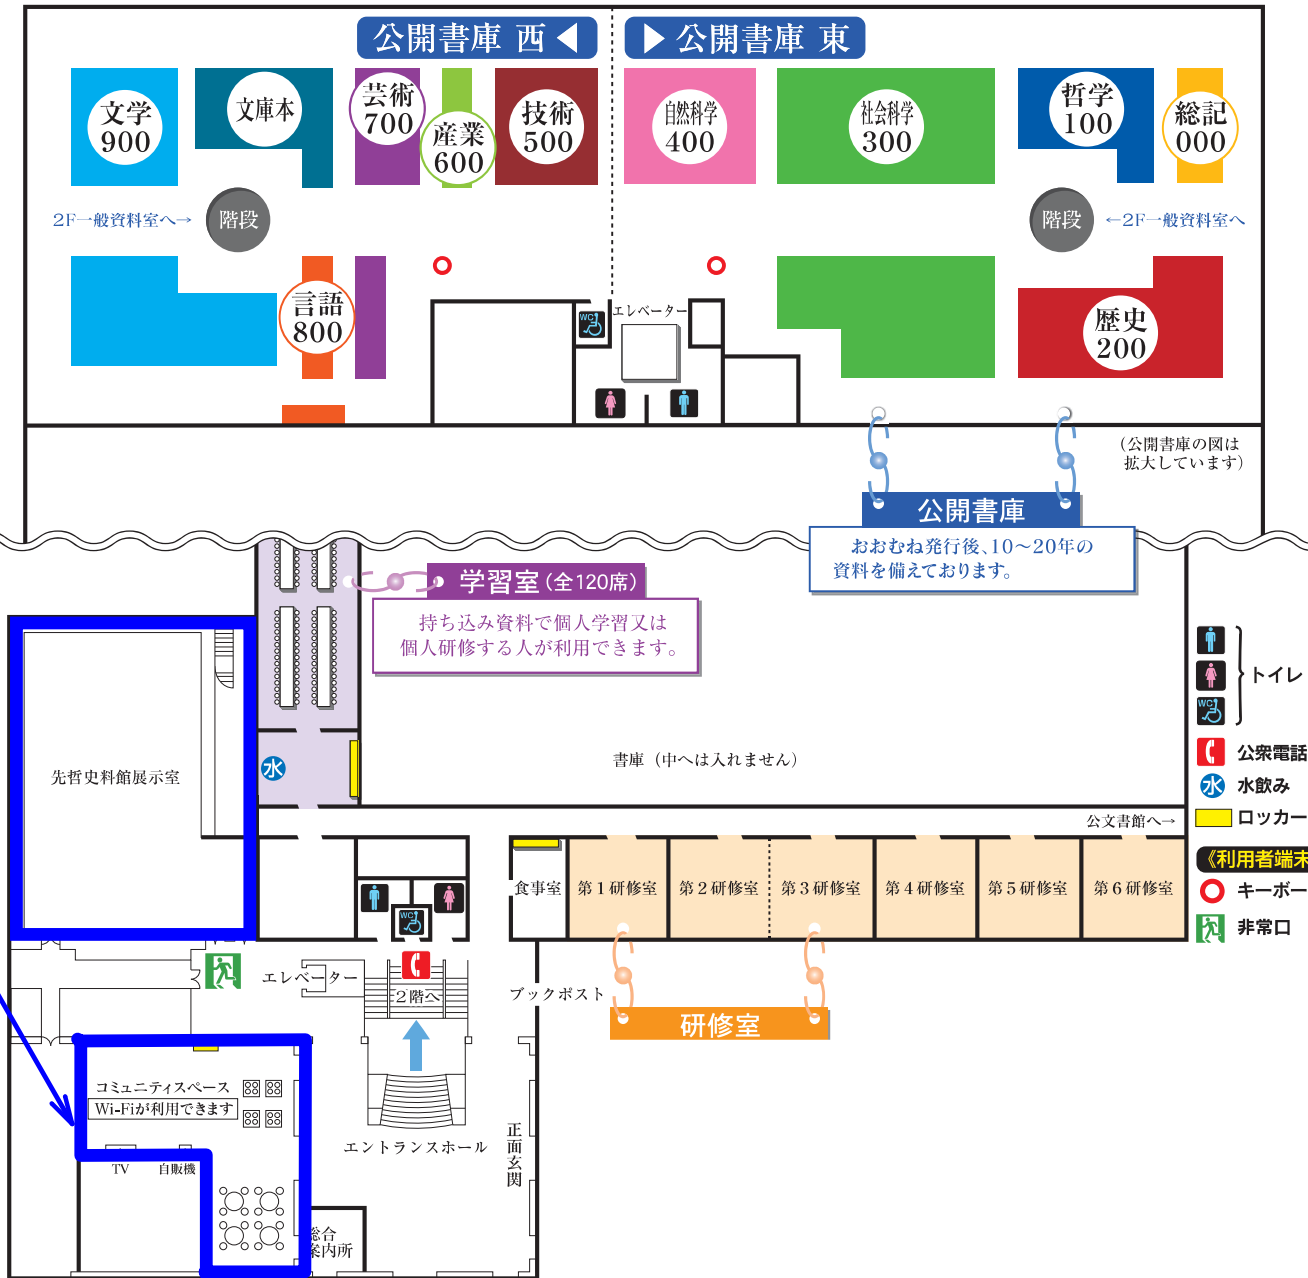 公開書庫 西 ◀
▶ 公開書庫 東
文学
900
文庫本
芸術
700
産業
600
技術
500
自然科学
400
社会科学
300
哲学
100
総記
000
2F一般資料室へ→
階段
階段
←2F一般資料室へ
言語
800
WC
エレベーター
歴史
200
（公開書庫の図は
拡大しています）
公開書庫
おおむね発行後、10〜20年の
資料を備えております。
学習室（全120席）
持ち込み資料で個人学習又は
個人研修する人が利用できます。
トイレ
WC
先哲史料館展示室
水
書庫（中へは入れません）
公衆電話
水 水飲み
ロッカー
公文書館へ→
《利用者端末
キーボー
非常口
食事室
第1研修室
第2研修室
第3研修室
第4研修室
第5研修室
第6研修室
WC
エレベーター
2階へ
ブックポスト
研修室
コミュニティスペース
Wi-Fiが利用できます
TV
自販機
エントランスホール
正面玄関
総合
案内所